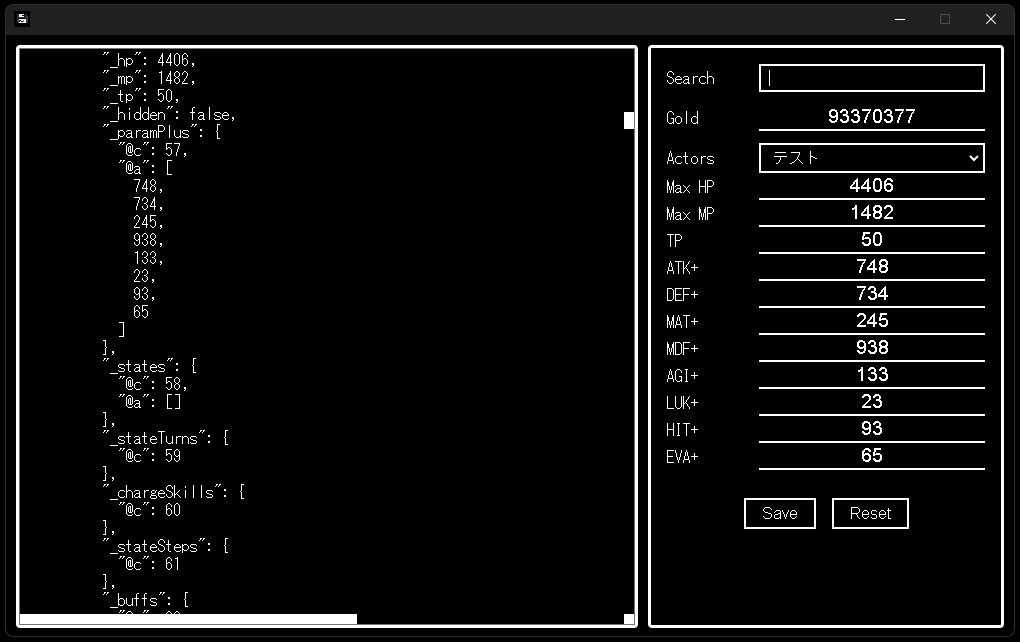 "_hp": 4406,
"_mp": 1482,
"_tp": 50,
"_hidden": false,
"_paramPlus": {
"@c": 57,
"@a": [
748,
734,
245,
938,
133,
23,
93,
65
]
},
"_states": {
"@c": 58,
"@a": []
},
"_stateTurns": {
"@c": 59
},
"_chargeSkills": {
"@c": 60
},
"_stateSteps": {
"@c": 61
},
"_buffs": {
Search
Gold 93370377
Actors テスト
Max HP 4406
Max MP 1482
TP 50
ATK+ 748
DEF+ 734
MAT+ 245
MDF+ 938
AGI+ 133
LUK+ 23
HIT+ 93
EVA+ 65
Save Reset